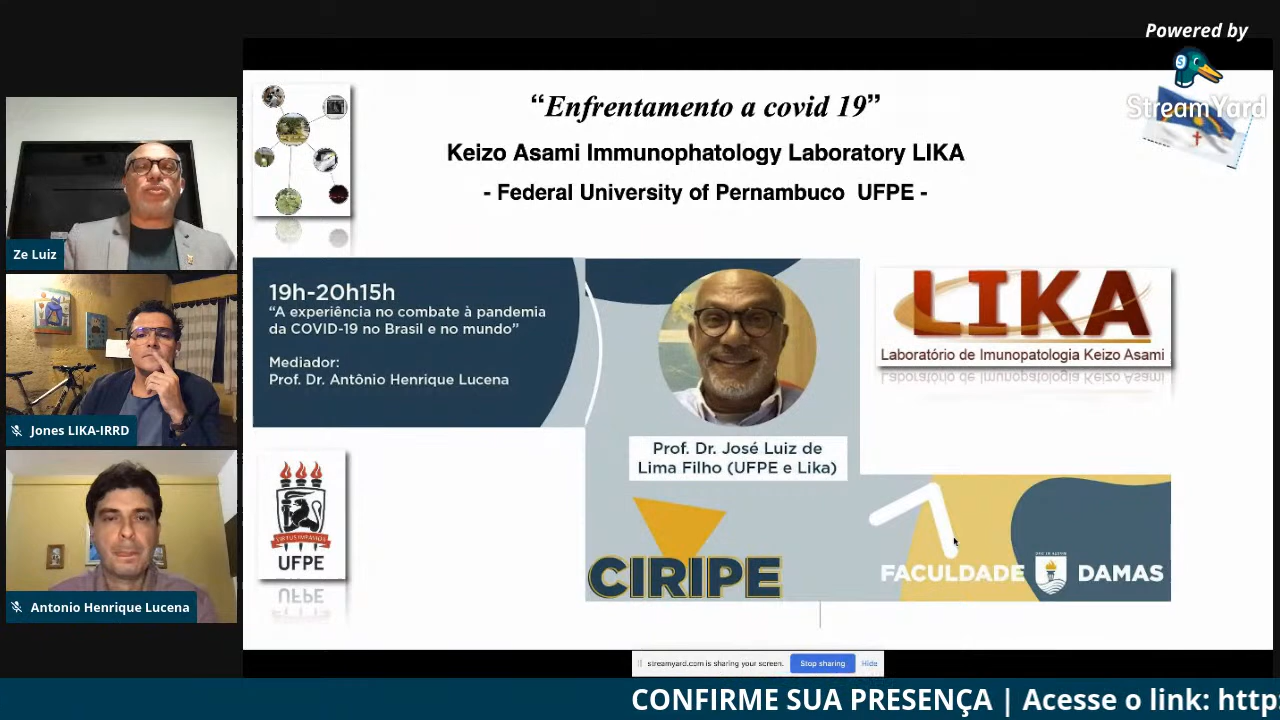 Powered by
StreamYard
“Enfrentamento a covid 19”
Keizo Asami Immunophatology Laboratory LIKA
- Federal University of Pernambuco UFPE -
Ze Luiz
Jones LIKA-IRRD
Antonio Henrique Lucena
19h-20h15h
“A experiência no combate à pandemia
da COVID-19 no Brasil e no mundo”
Mediador:
Prof. Dr. Antônio Henrique Lucena
LIKA
Laboratório de Imunopatologia Keizo Asami
Prof. Dr. José Luiz de
Lima Filho (UFPE e Lika)
VIRTUS IMPAVIDA
UFPE
CIRIPE
FACULDADE DAMAS
streamyard.com is sharing your screen.
Stop sharing
Hide
CONFIRME SUA PRESENÇA | Acesse o link: http